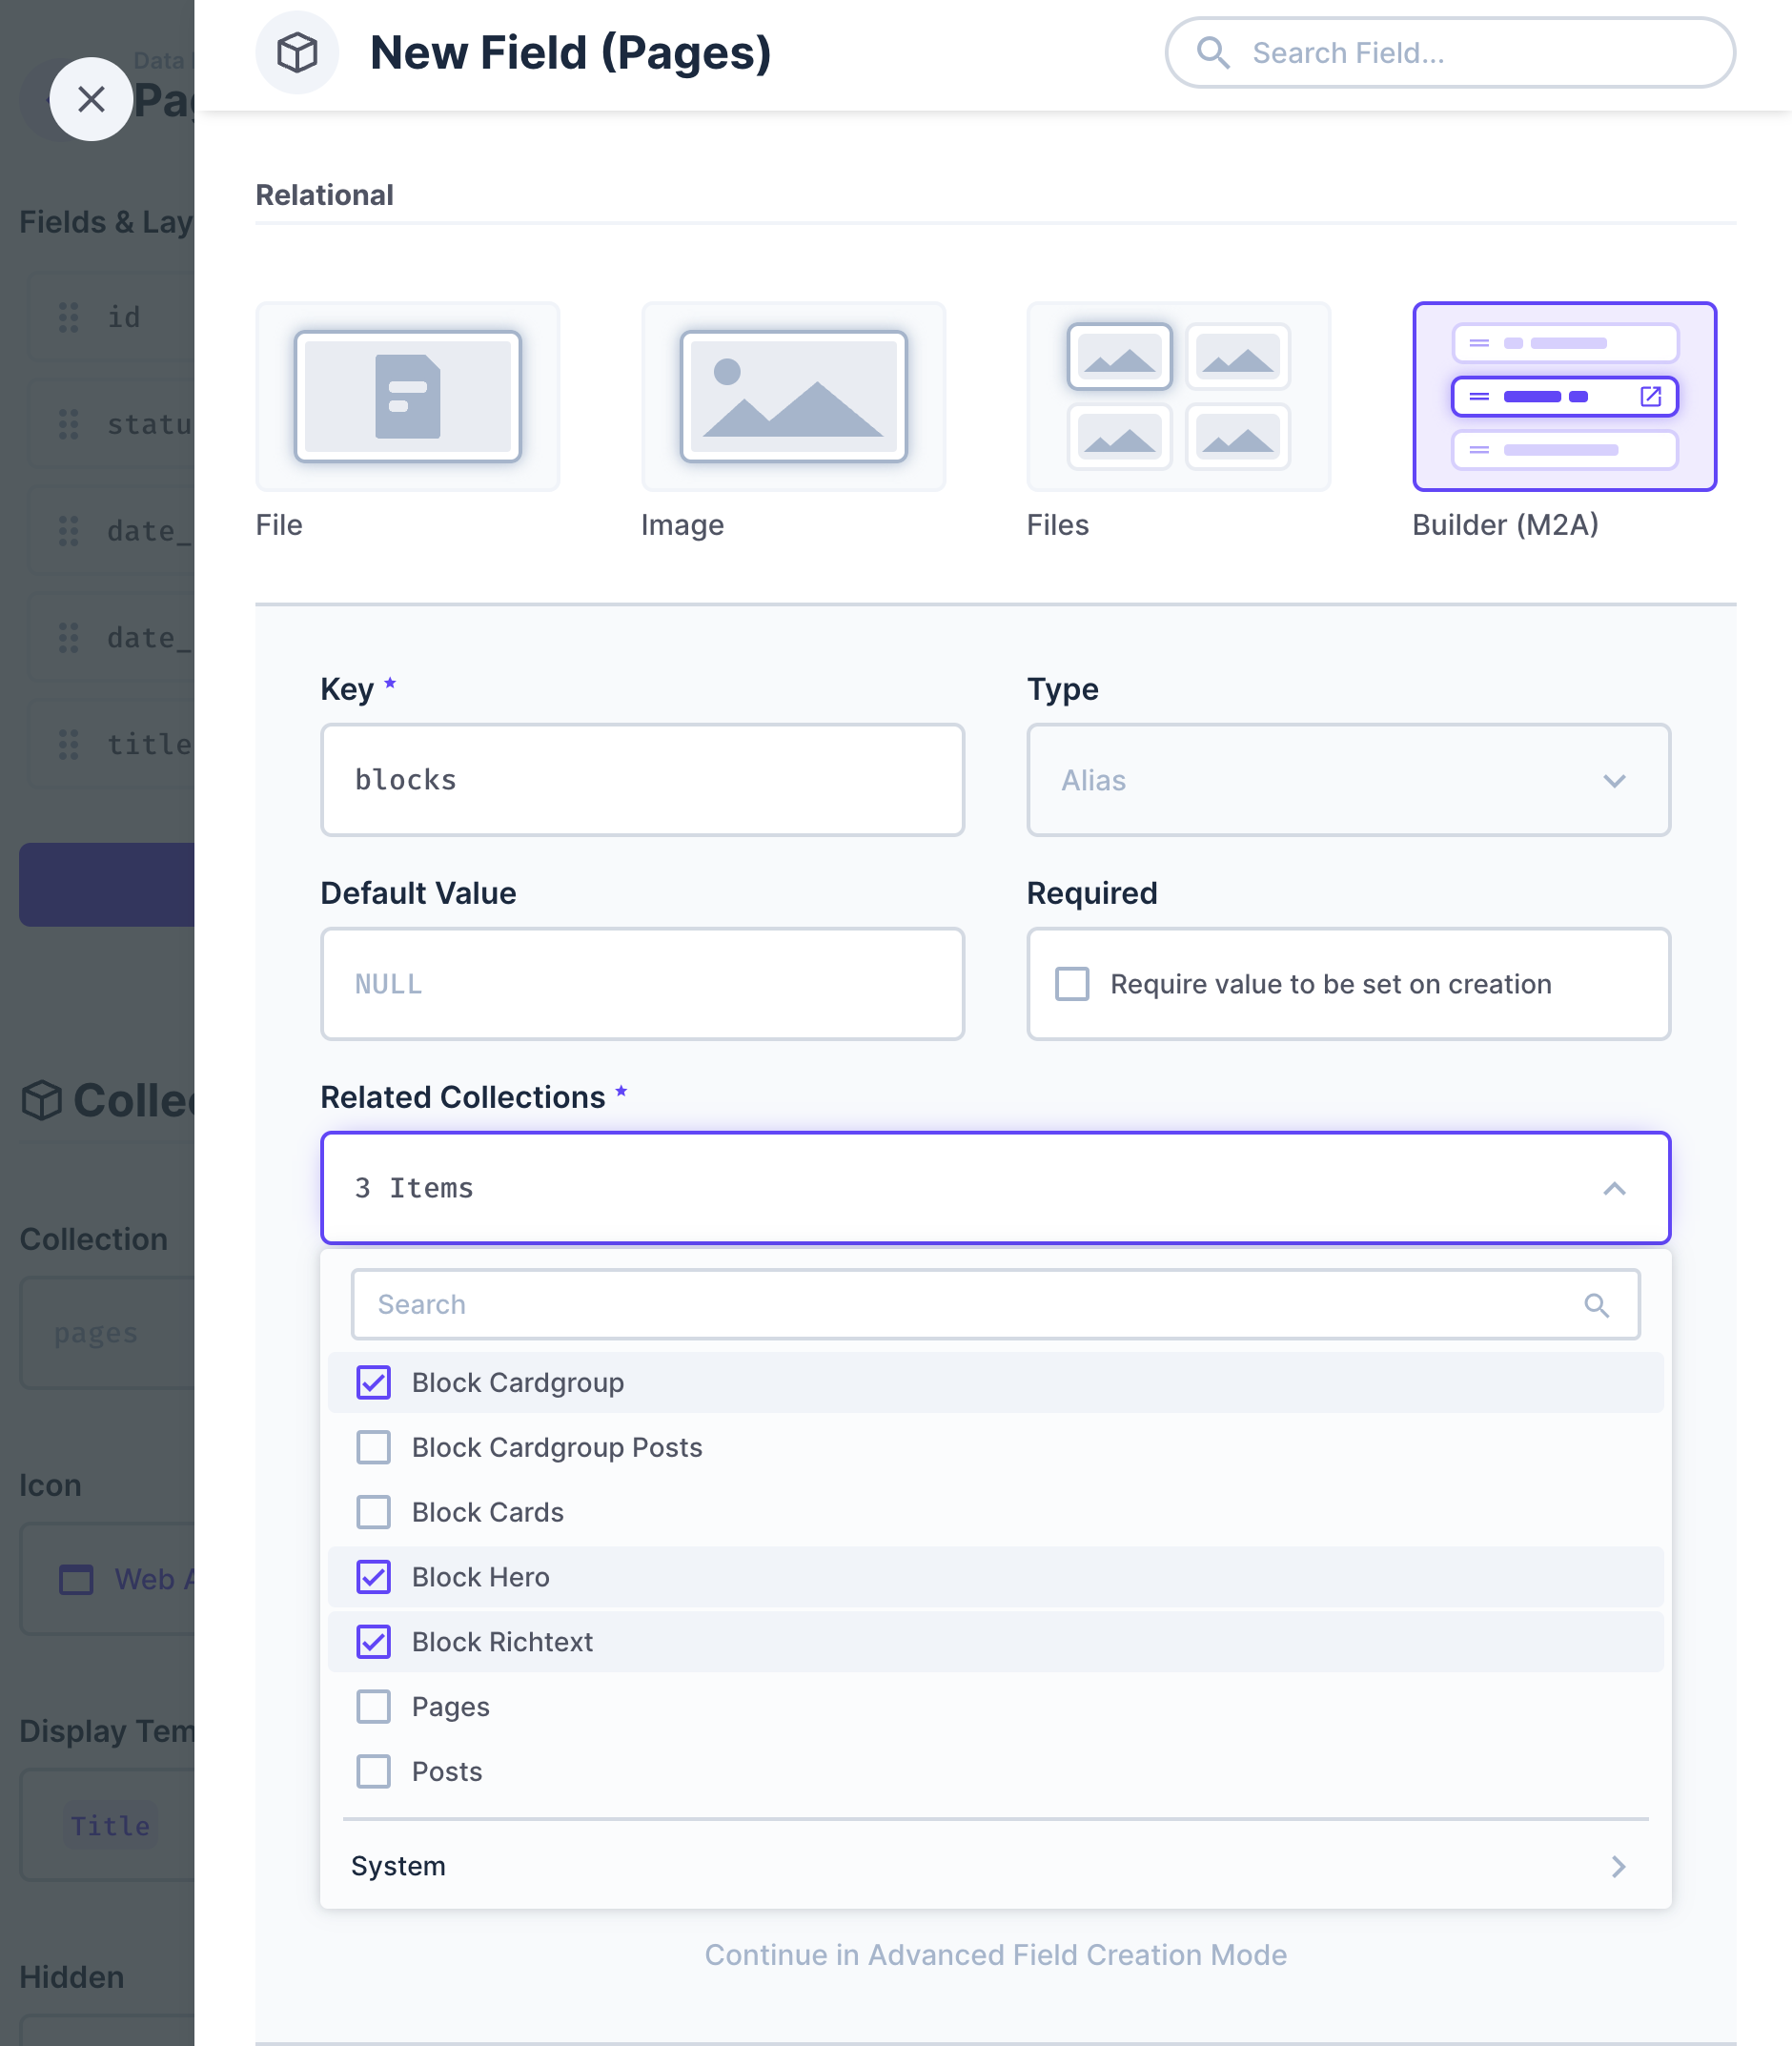 New Field (Pages)
Search Field...
Relational
File
Image
Files
Builder (M2A)
Key *
Type
blocks
Alias
Default Value
Required
NULL
Require value to be set on creation
Related Collections *
3 Items
Search
Block Cardgroup
Block Cardgroup Posts
Block Cards
Block Hero
Block Richtext
Pages
Posts
System
Continue in Advanced Field Creation Mode
Data
Pag
Fields & Lay
id
statu
date_
date_
title
Collec
Collection
pages
Icon
Web A
Display Tem
Title
Hidden